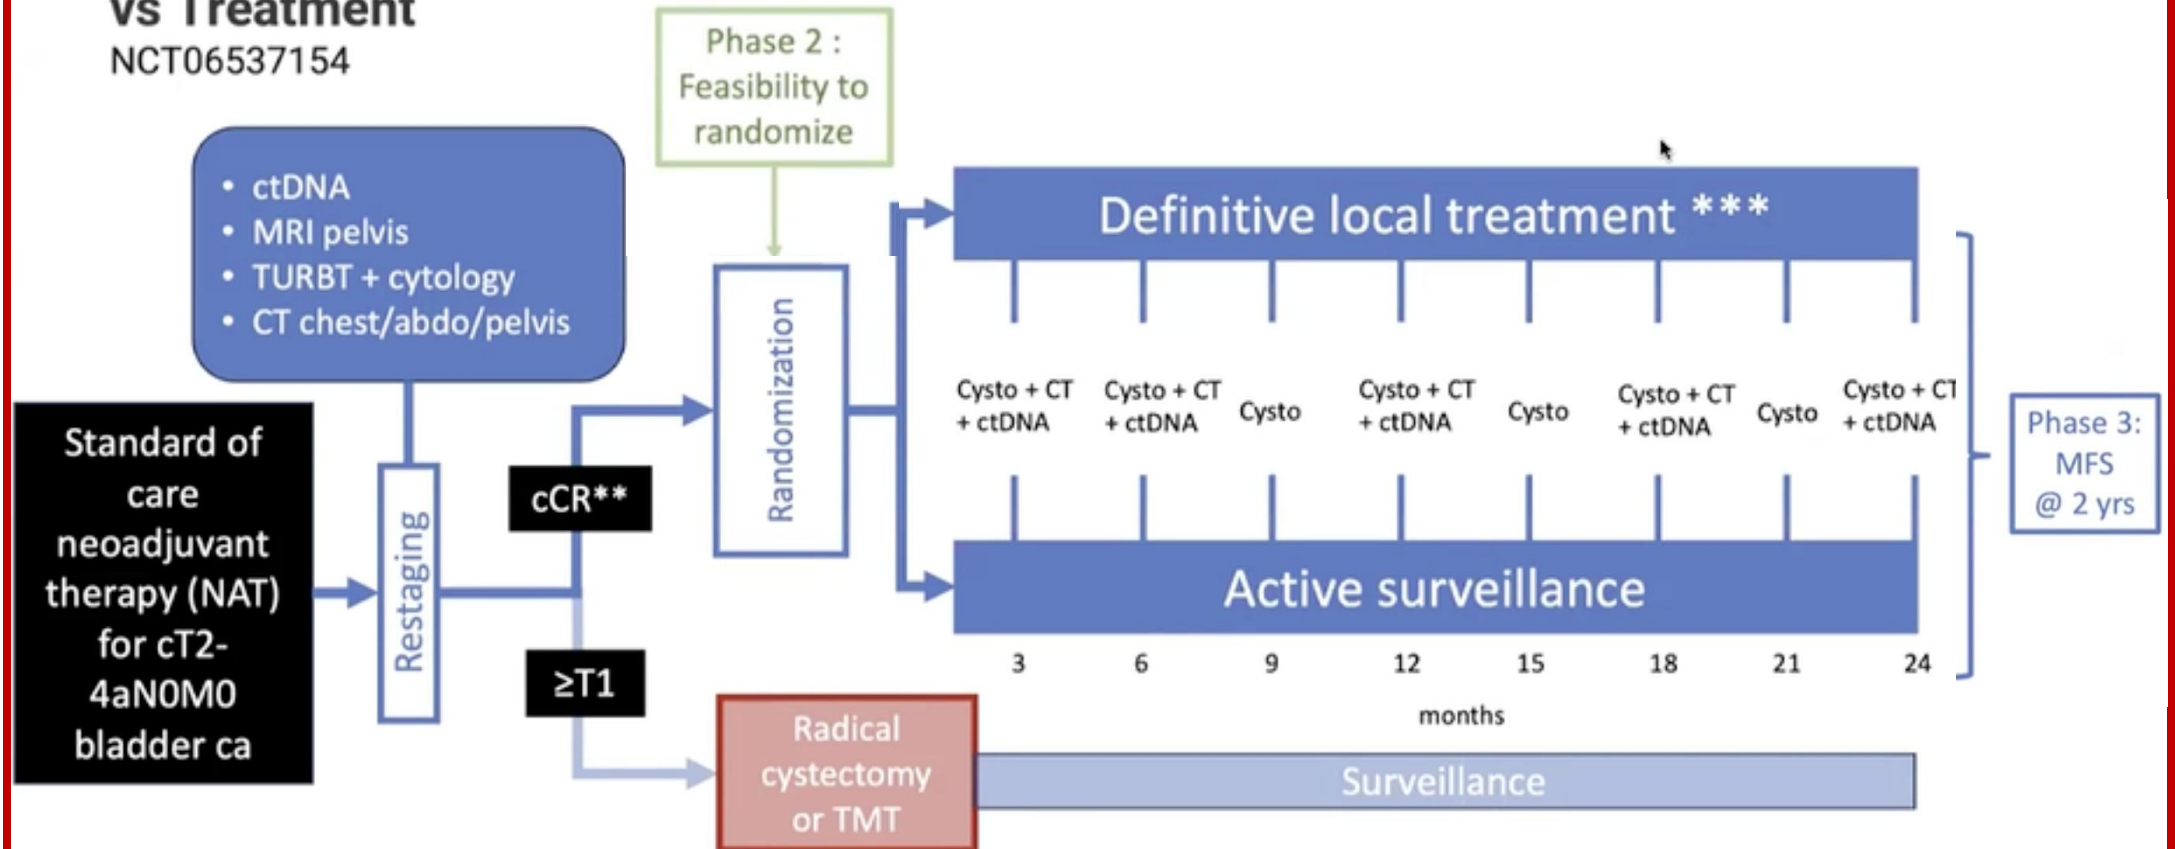 vs Treatment
NCT06537154
Phase 2 :
Feasibility to
randomize
• ctDNA
• MRI pelvis
• TURBT + cytology
• CT chest/abdo/pelvis
Standard of
care
neoadjuvant
therapy (NAT)
for cT2-
4aN0M0
bladder ca
Restaging
cCR**
≥T1
Randomization
Definitive local treatment ***
Cysto + CT
+ ctDNA
Cysto + CT
+ ctDNA
Cysto
Cysto + CT
+ ctDNA
Cysto
Cysto + CT
+ ctDNA
Cysto
Cysto + CT
+ ctDNA
Active surveillance
3 6 9 12 15 18 21 24
months
Phase 3:
MFS
@ 2 yrs
Radical
cystectomy
or TMT
Surveillance